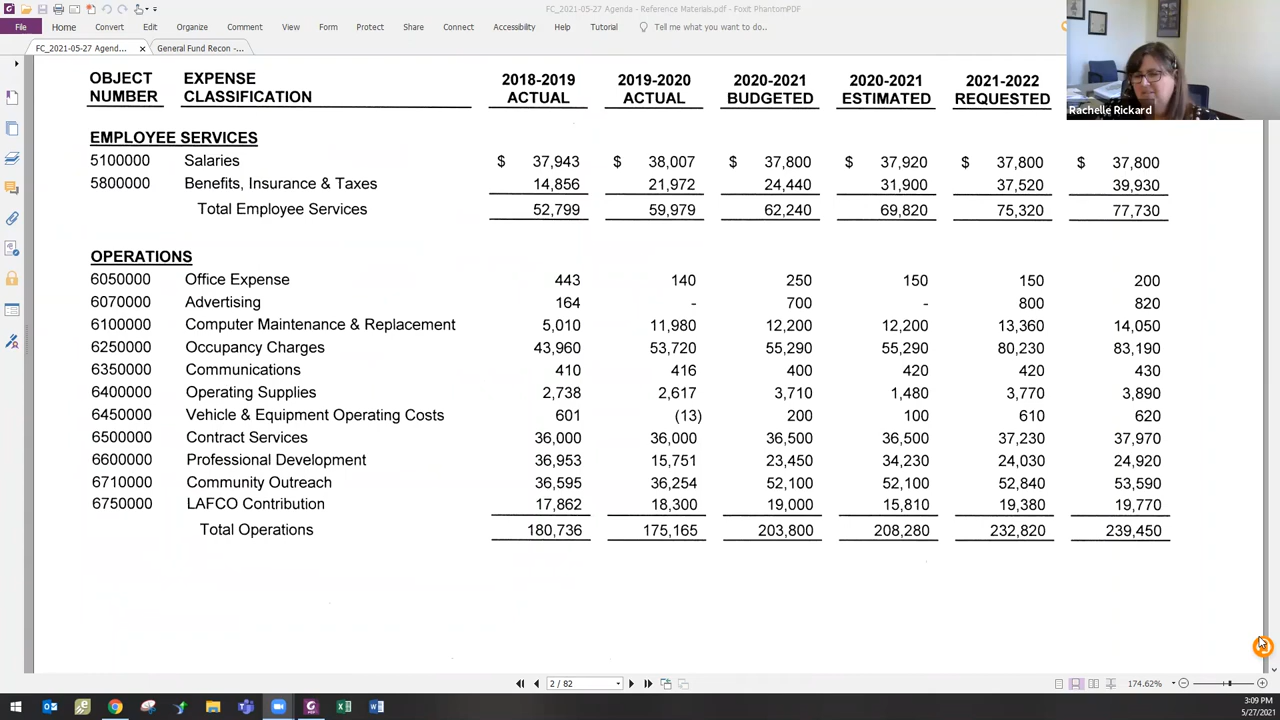 FC_2021-05-27 Agenda - Reference Materials.pdf - Foxit PhantomPDF
File Home Convert Edit Organize Comment View Form Protect Share Connect Accessibility Help Tutorial Tell me what you want to do..
FC_2021-05-27 Agend... × General Fund Recon -...
OBJECT NUMBER EXPENSE CLASSIFICATION 2018-2019 ACTUAL 2019-2020 ACTUAL 2020-2021 BUDGETED 2020-2021 ESTIMATED 2021-2022 REQUESTED
Rachelle Rickard
EMPLOYEE SERVICES
5100000 Salaries $ 37,943 $ 38,007 $ 37,800 $ 37,920 $ 37,800 $ 37,800
5800000 Benefits, Insurance & Taxes 14,856 21,972 24,440 31,900 37,520 39,930
Total Employee Services 52,799 59,979 62,240 69,820 75,320 77,730
OPERATIONS
6050000 Office Expense 443 140 250 150 150 200
6070000 Advertising 164 - 700 - 800 820
6100000 Computer Maintenance & Replacement 5,010 11,980 12,200 12,200 13,360 14,050
6250000 Occupancy Charges 43,960 53,720 55,290 55,290 80,230 83,190
6350000 Communications 410 416 400 420 420 430
6400000 Operating Supplies 2,738 2,617 3,710 1,480 3,770 3,890
6450000 Vehicle & Equipment Operating Costs 601 (13) 200 100 610 620
6500000 Contract Services 36,000 36,000 36,500 36,500 37,230 37,970
6600000 Professional Development 36,953 15,751 23,450 34,230 24,030 24,920
6710000 Community Outreach 36,595 36,254 52,100 52,100 52,840 53,590
6750000 LAFCO Contribution 17,862 18,300 19,000 15,810 19,380 19,770
Total Operations 180,736 175,165 203,800 208,280 232,820 239,450
2 / 82 174.62%
3:09 PM
5/27/2021